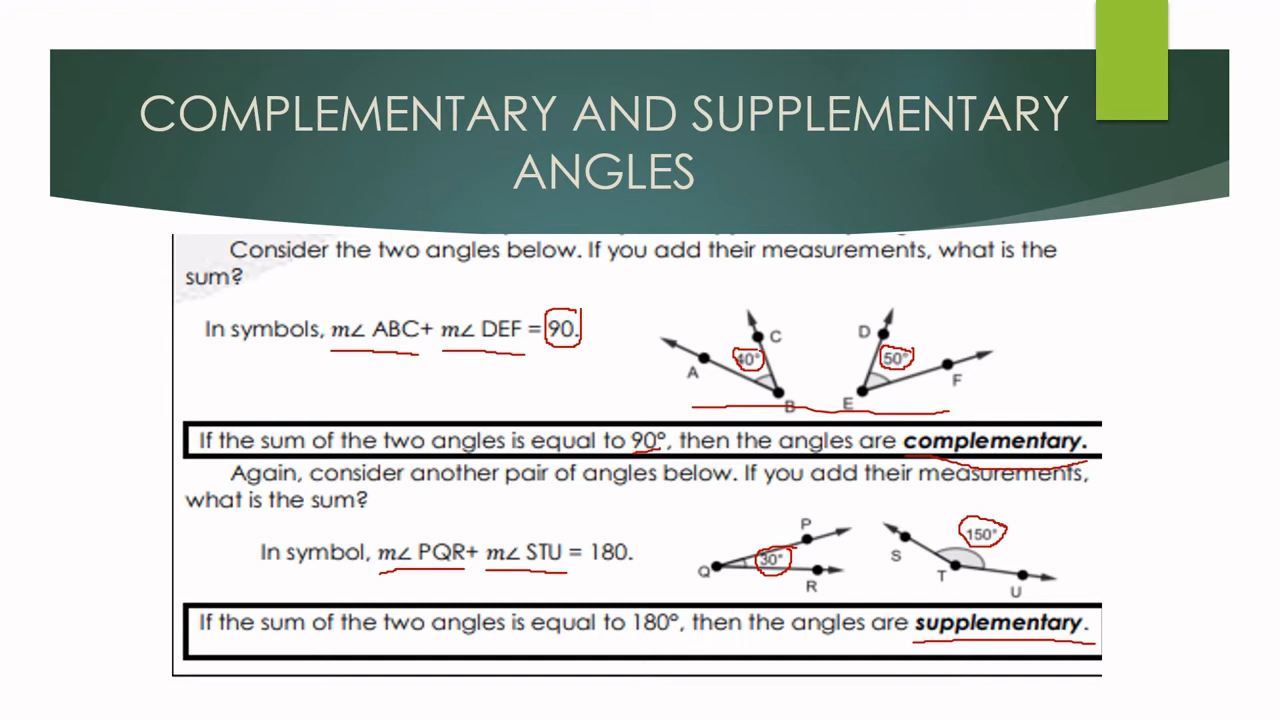 COMPLEMENTARY AND SUPPLEMENTARY
ANGLES
Consider the two angles below. If you add their measurements, what is the
sum?
In symbols, m∠ ABC+ m∠ DEF = 90.
C
A
40°
B
D
50°
F
E
If the sum of the two angles is equal to 90°, then the angles are complementary.
Again, consider another pair of angles below. If you add their measurements,
what is the sum?
In symbol, m∠ PQR+ m∠ STU = 180.
P
Q
30°
R
150°
S
T
U
If the sum of the two angles is equal to 180°, then the angles are supplementary.